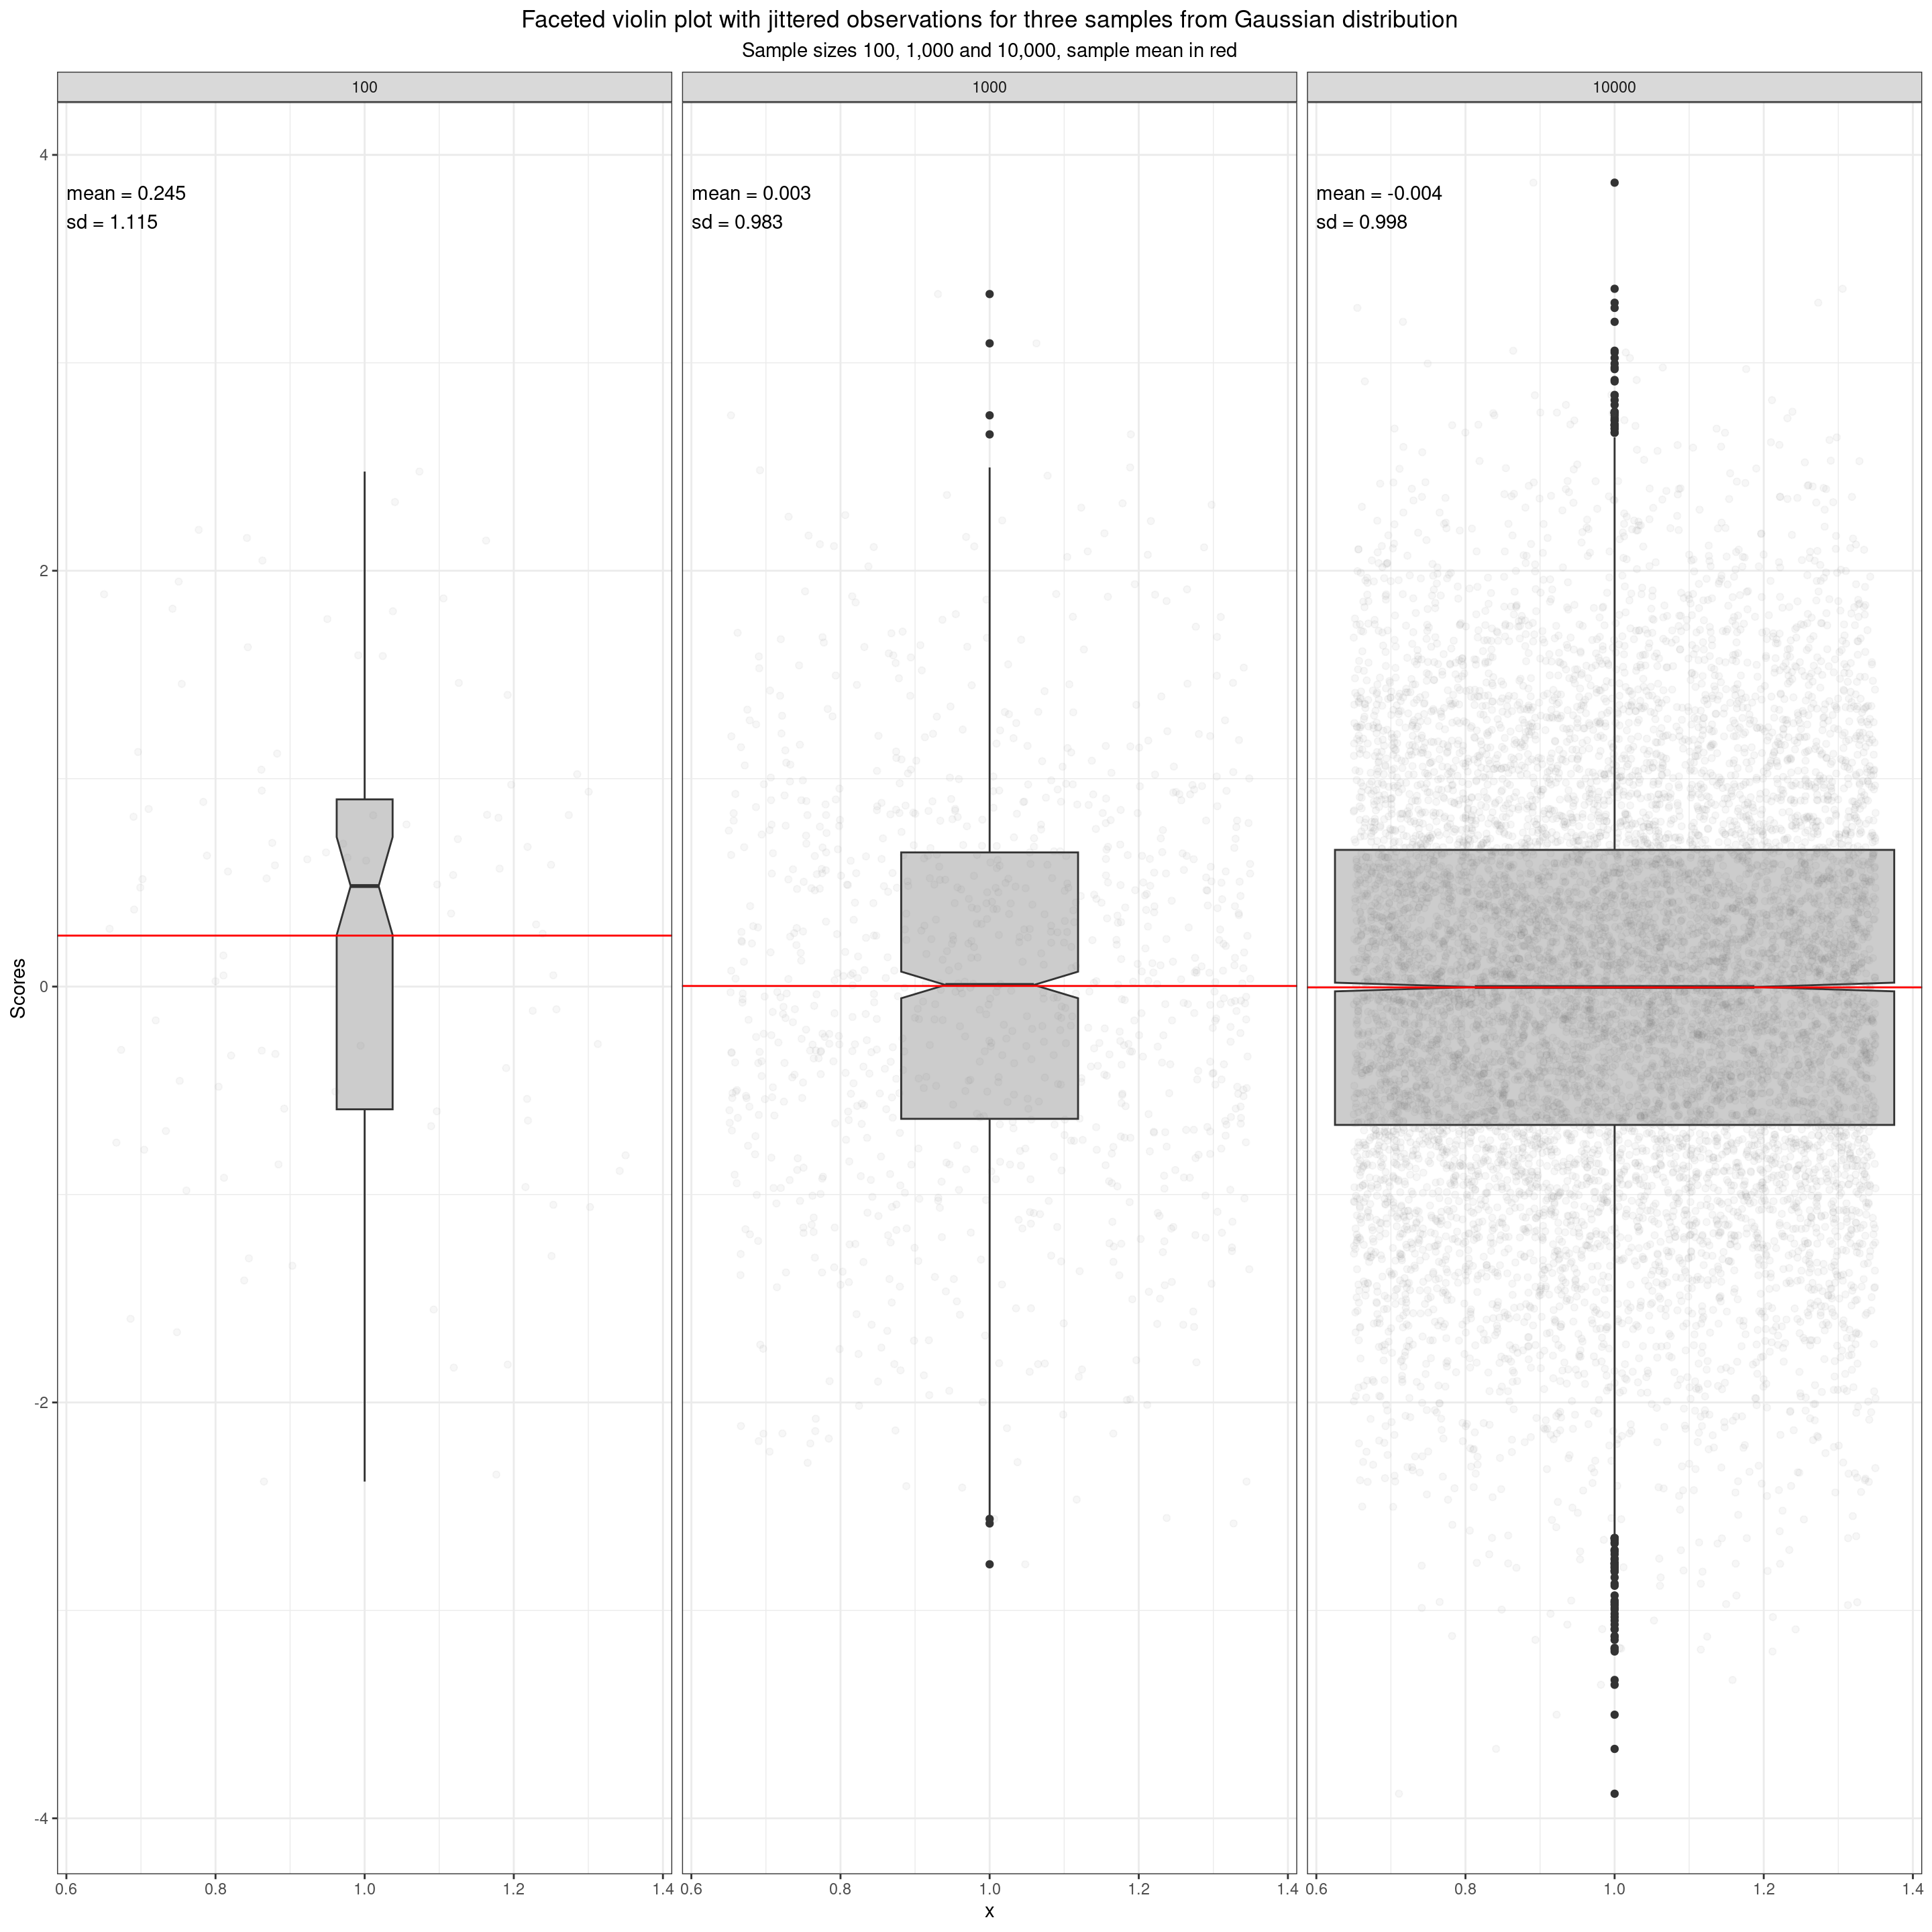 Faceted violin plot with jittered observations for three samples from Gaussian distribution
Sample sizes 100, 1,000 and 10,000, sample mean in red
100
1000
10000
mean = 0.245
sd = 1.115
mean = 0.003
sd = 0.983
mean = -0.004
sd = 0.998
4
2
0
-2
-4
Scores
0.6 0.8 1.0 1.2 1.4
0.6 0.8 1.0 1.2 1.4
0.6 0.8 1.0 1.2 1.4
x